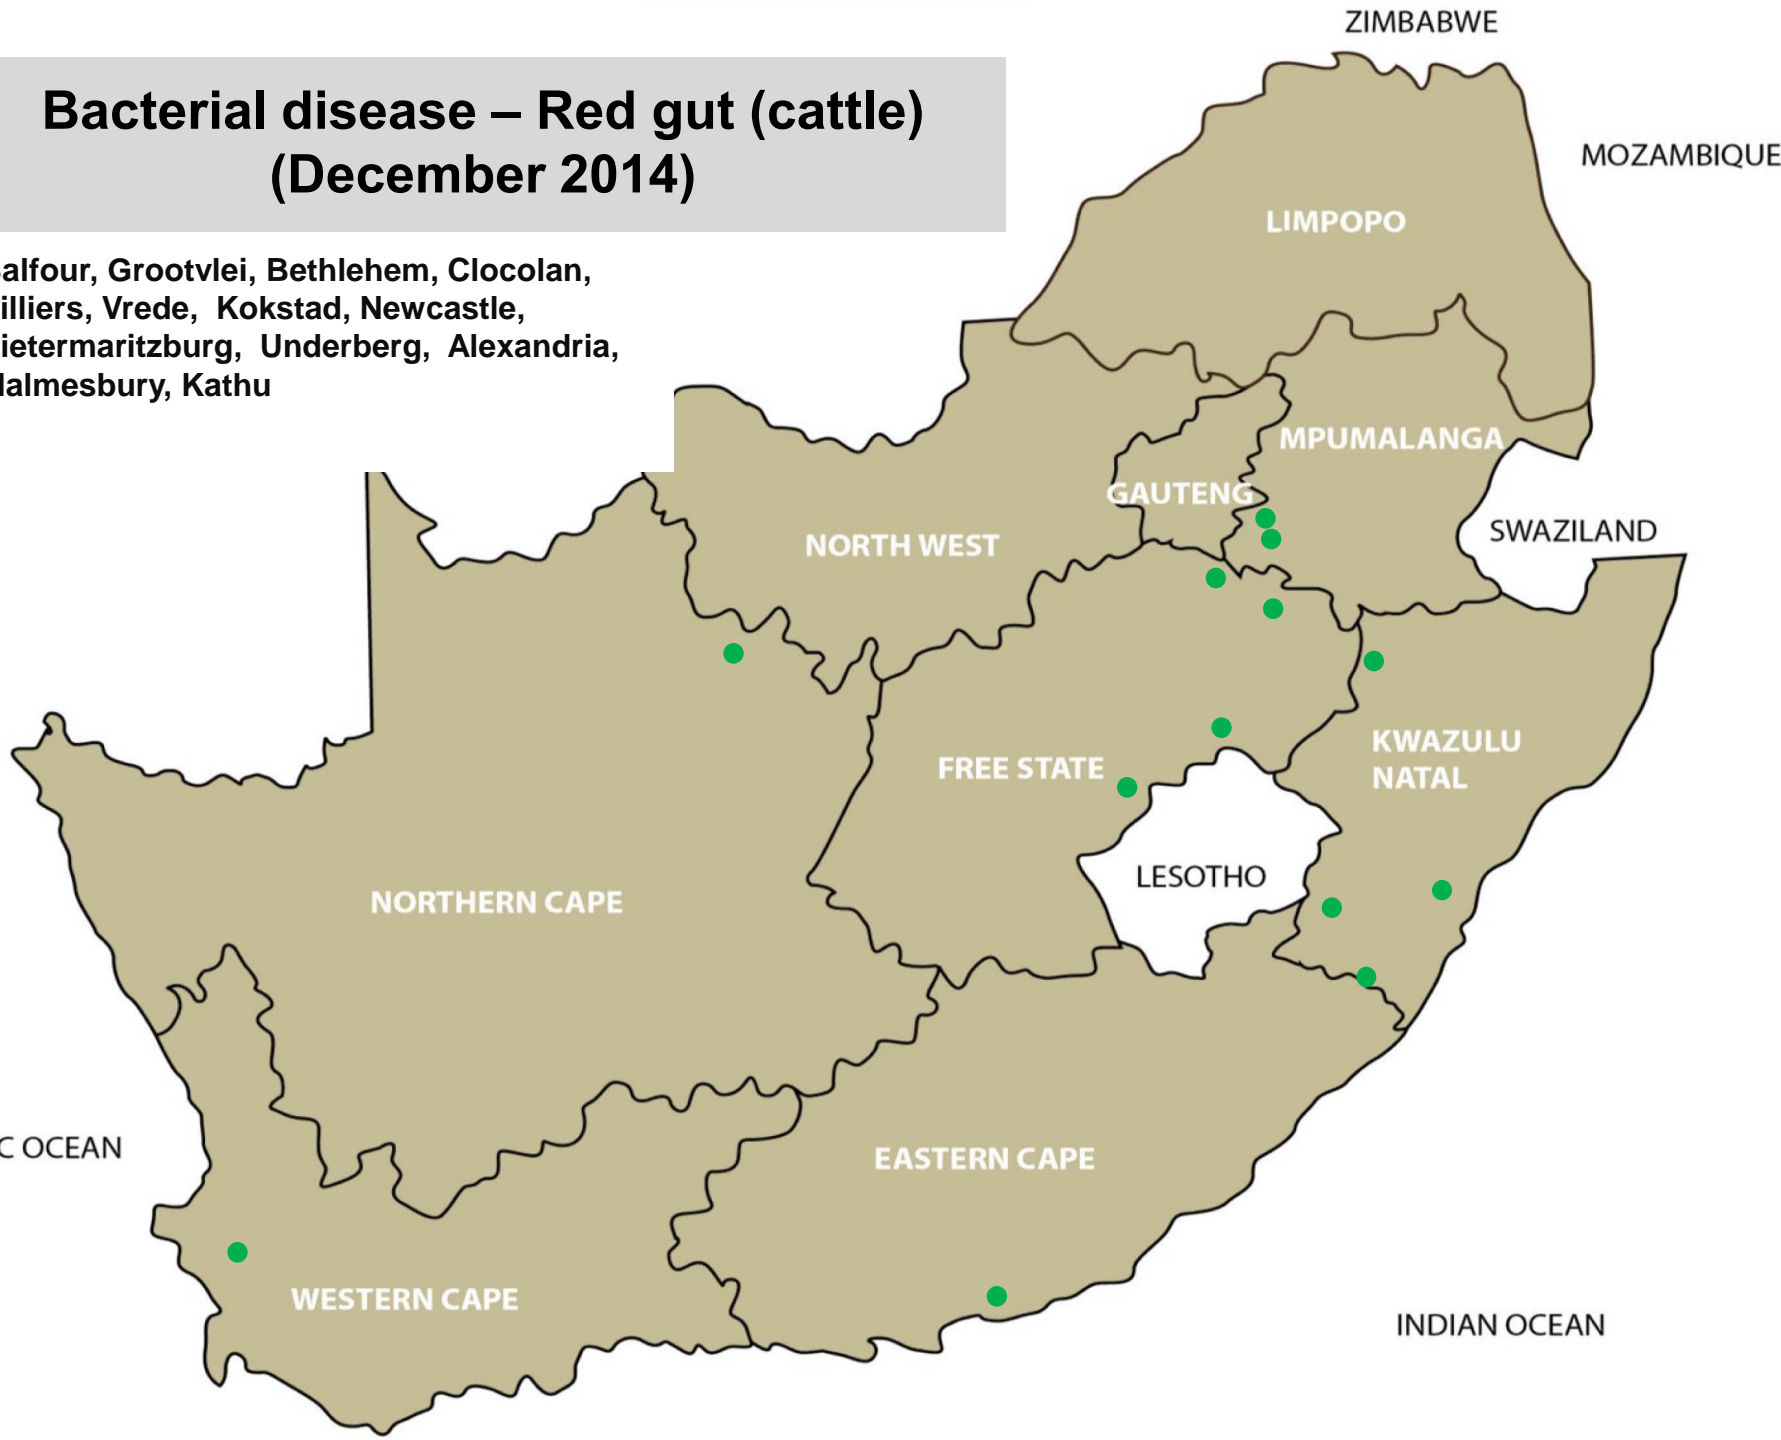 ZIMBABWE
Bacterial disease – Red gut (cattle)
(December 2014)
MOZAMBIQUE
LIMPOPO
alfour, Grootvlei, Bethlehem, Clocolan,
illiers, Vrede, Kokstad, Newcastle,
ietermaritzburg, Underberg, Alexandria,
almesbury, Kathu
MPUMALANGA
GAUTENG
SWAZILAND
NORTH WEST
KWAZULU
NATAL
FREE STATE
LESOTHO
NORTHERN CAPE
C OCEAN
EASTERN CAPE
WESTERN CAPE
INDIAN OCEAN